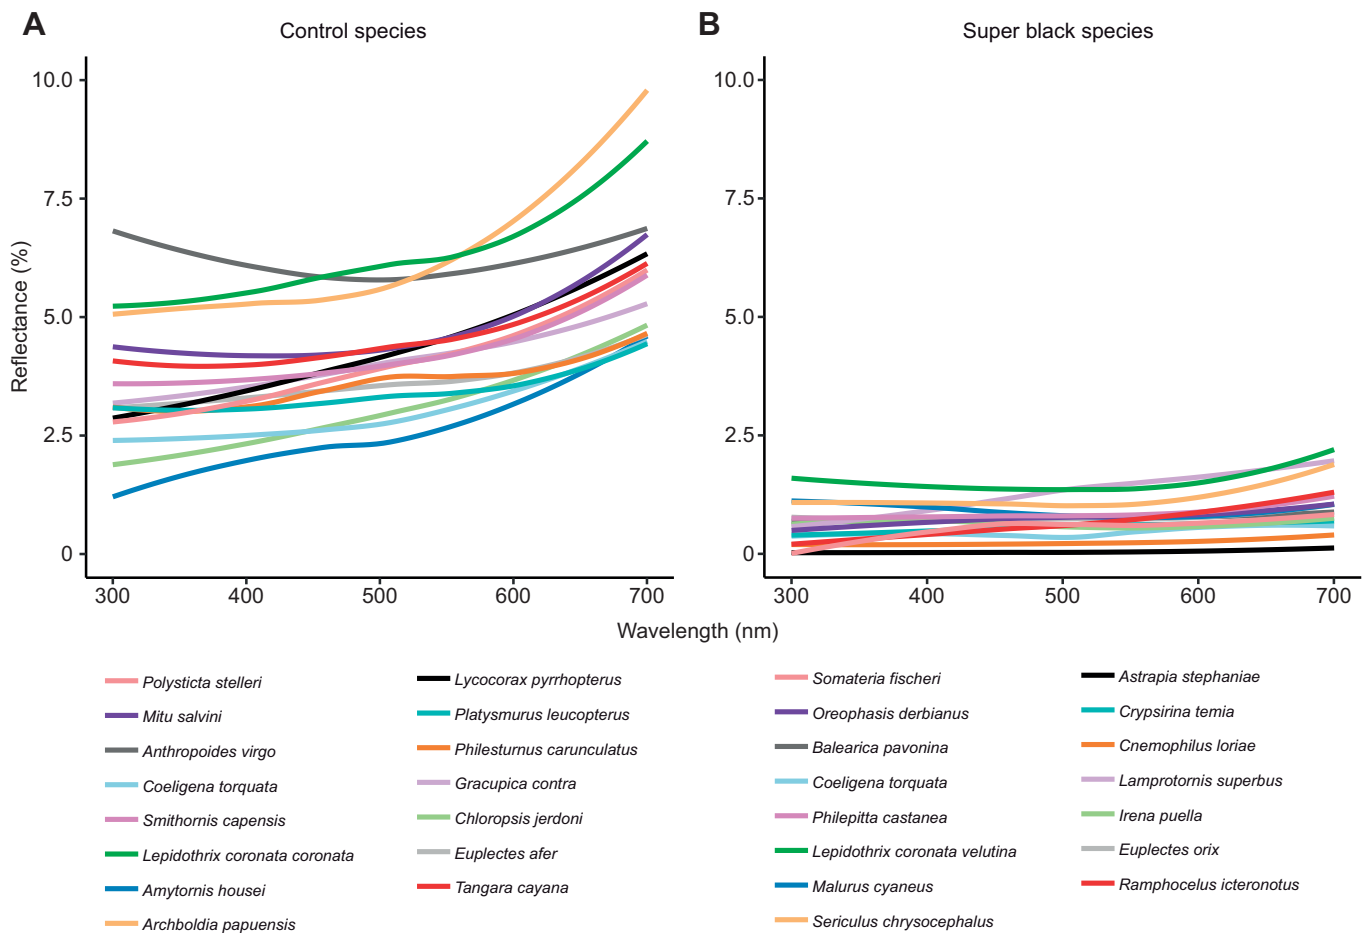 A
Control species
B
Super black species
10.0
7.5
5.0
2.5
0
Reflectance (%)
300 400 500 600 700
10.0
7.5
5.0
2.5
0
300 400 500 600 700
Wavelength (nm)
Polysticta stelleri
Mitu salvini
Anthropoides virgo
Coeligena torquata
Smithornis capensis
Lepidothrix coronata coronata
Amytornis housei
Archboldia papuensis
Lycocorax pyrrhopterus
Platysmurus leucopterus
Philesturnus carunculatus
Gracupica contra
Chloropsis jerdoni
Euplectes afer
Tangara cayana
Somateria fischeri
Oreophasis derbianus
Balearica pavonina
Coeligena torquata
Philepitta castanea
Lepidothrix coronata velutina
Malurus cyaneus
Sericulus chrysocephalus
Astrapia stephaniae
Crypsirina temia
Cnemophilus loriae
Lamprotornis superbus
Irena puella
Euplectes orix
Ramphocelus icteronotus